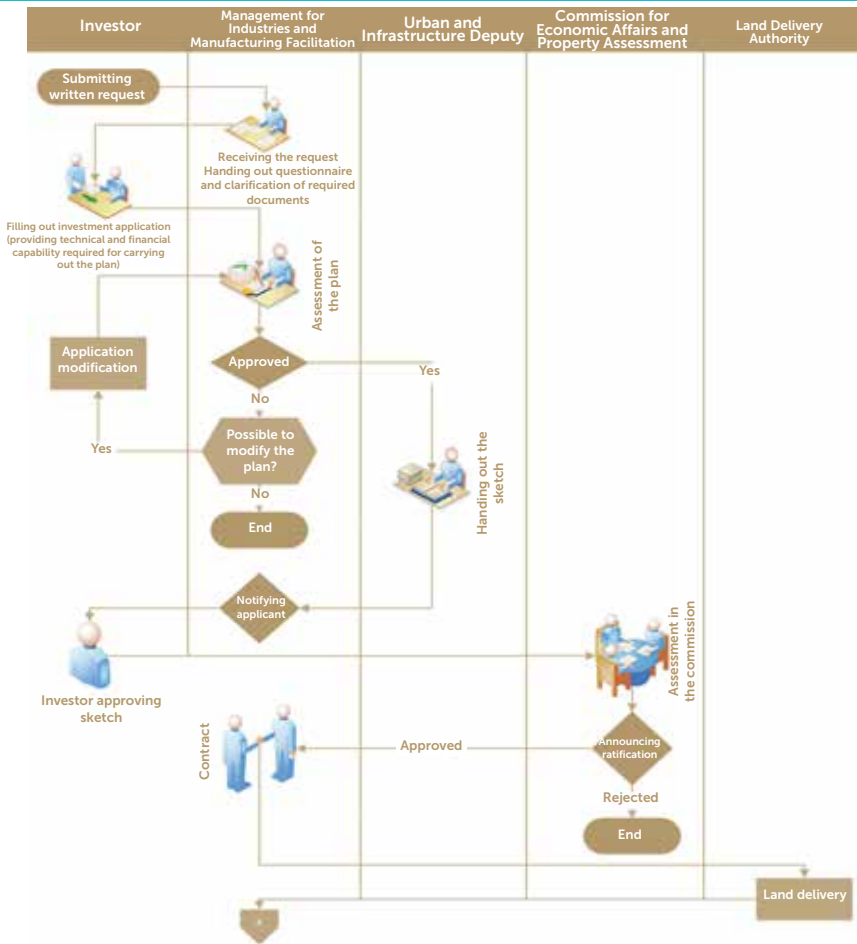 Investor
Management for
Industries and
Manufacturing Facilitation
Urban and
Infrastructure Deputy
Commission for
Economic Affairs and
Property Assessment
Land Delivery
Authority
Submitting
written request
Receiving the request
Handing out questionnaire
and clarification of required
documents
Filling out investment application
(providing technical and financial
capability required for carrying
out the plan)
Assessment of
the plan
Application
modification
Approved
Yes
No
Possible to
modify the
plan?
Yes
No
End
Handing out the
sketch
Notifying
applicant
Investor approving
sketch
Assessment in
the commission
Contract
Approved
Announcing
ratification
Rejected
End
Land delivery